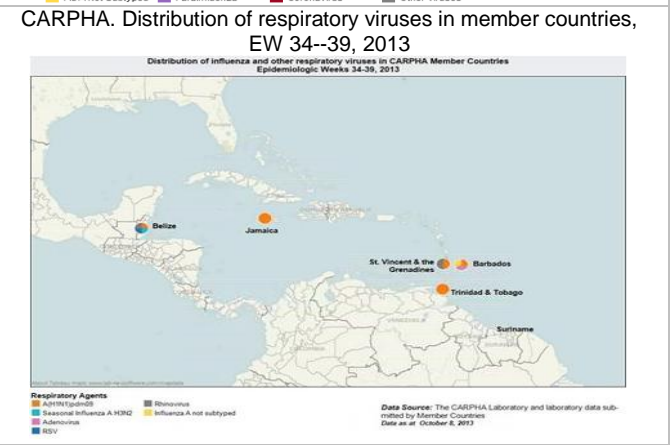 CARPHA. Distribution of respiratory viruses in member countries,
EW 34--39, 2013
Distribution of influenza and other respiratory viruses in CARPHA Member Countries
Epidemiologic Weeks 34-39, 2013
Belize
Jamaica
St. Vincent & the
Grenadines
Barbados
Trinidad & Tobago
Suriname
Respiratory Agents
A(H1N1)pdm09
Seasonal Influenza A H3N2
Adenovirus
RSV
Rhinovirus
Influenza A not subtyped
Data Source: The CARPHA Laboratory and laboratory data sub-
mitted by Member Countries
Data as at October 8, 2013